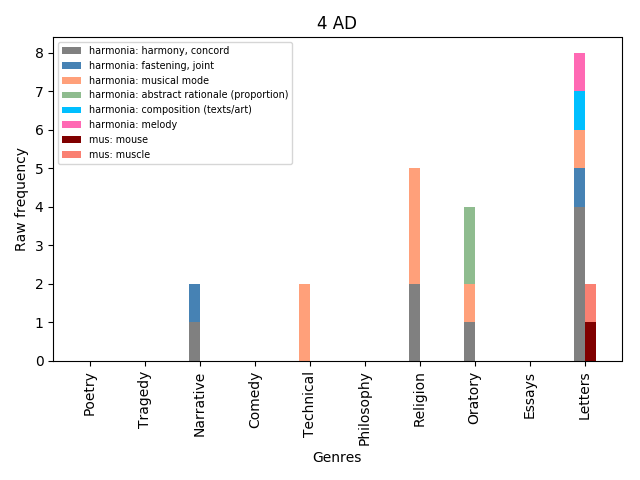 4 AD
harmonia: harmony, concord
harmonia: fastening, joint
harmonia: musical mode
harmonia: abstract rationale (proportion)
harmonia: composition (texts/art)
harmonia: melody
mus: mouse
mus: muscle
Raw frequency
8
7
6
5
4
3
2
1
0
Poetry
Tragedy
Narrative
Comedy
Technical
Philosophy
Religion
Oratory
Essays
Letters
Genres